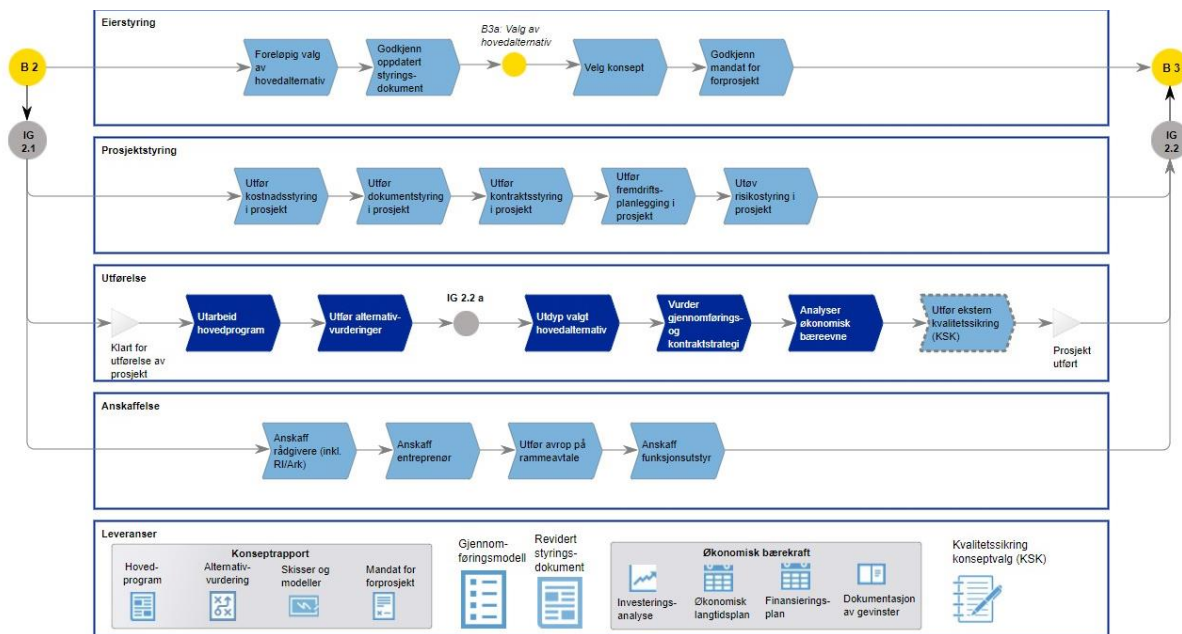 Eierstyring
B 2
Foreløpig valg
av
hovedalternativ
Godkjenn
oppdatert
styrings-
dokument
B3a: Valg av
hovedalternativ
Velg konsept
Godkjenn
mandat for
forprosjekt
B 3
IG
2.1
IG
2.2
Prosjektstyring
Utfør
kostnadsstyring
i prosjekt
Utfør
dokumentstyring
i prosjekt
Utfør
kontraktsstyring
i prosjekt
Utfør
fremdrifts-
planlegging i
prosjekt
Utøv
risikostyring i
prosjekt
Utførelse
Klart for
utførelse av
prosjekt
Utarbeid
hovedprogram
Utfør alternativ-
vurderinger
IG 2.2 a
Utdyp valgt
hovedalternativ
Vurder
gjennomførings-
og
kontraktstrategi
Analyser
økonomisk
bæreevne
Utfør ekstern
kvalitetssikring
(KSK)
Prosjekt
utført
Anskaffelse
Anskaff
rådgivere (inkl.
RI/Ark)
Anskaff
entreprenør
Utfør avrop på
rammeavtale
Anskaff
funksjonsutstyr
Leveranser
Konseptrapport
Hoved-
program
Alternativ-
vurdering
Skisser og
modeller
Mandat for
forprosjekt
Gjennom-
føringsmodell
Revidert
styrings-
dokument
Økonomisk bærekraft
Investerings-
analyse
Økonomisk
langtidsplan
Finansierings-
plan
Dokumentasjon
av gevinster
Kvalitetssikring
konseptvalg (KSK)